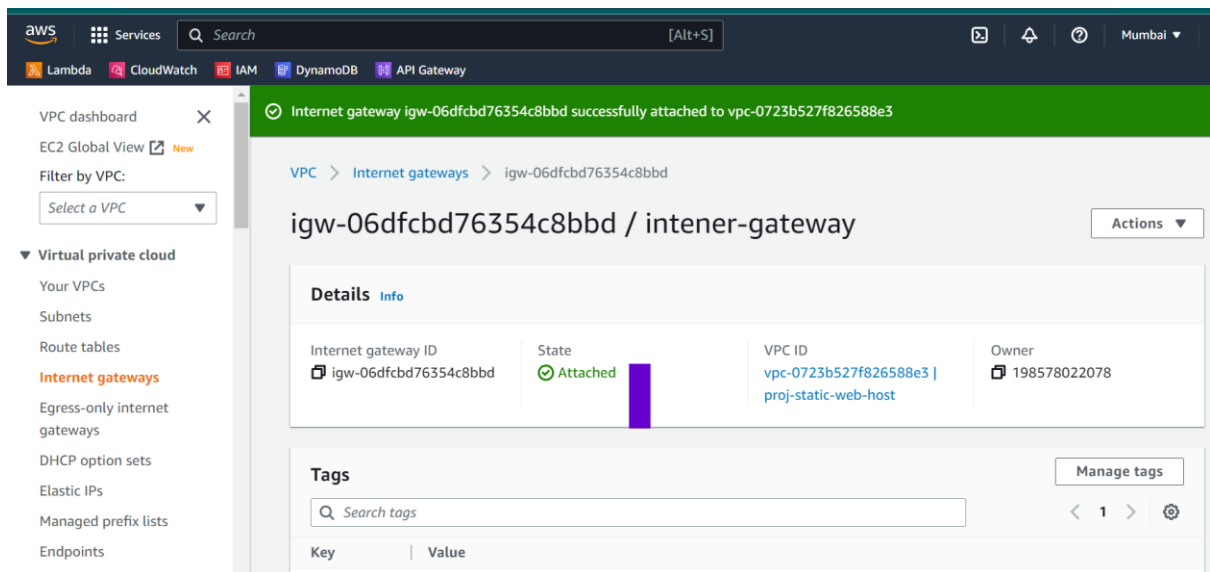 aws Services Search [Alt+S] Mumbai
Lambda CloudWatch IAM DynamoDB API Gateway
VPC dashboard
EC2 Global View New
Filter by VPC:
Select a VPC
Virtual private cloud
Your VPCs
Subnets
Route tables
Internet gateways
Egress-only internet
gateways
DHCP option sets
Elastic IPs
Managed prefix lists
Endpoints
Internet gateway igw-06dfcbd76354c8bbd successfully attached to vpc-0723b527f826588e3
VPC > Internet gateways > igw-06dfcbd76354c8bbd
igw-06dfcbd76354c8bbd / intener-gateway
Actions
Details Info
Internet gateway ID
igw-06dfcbd76354c8bbd
State
Attached
VPC ID
vpc-0723b527f826588e3 |
proj-static-web-host
Owner
198578022078
Tags
Manage tags
Search tags
< 1 >
Key | Value